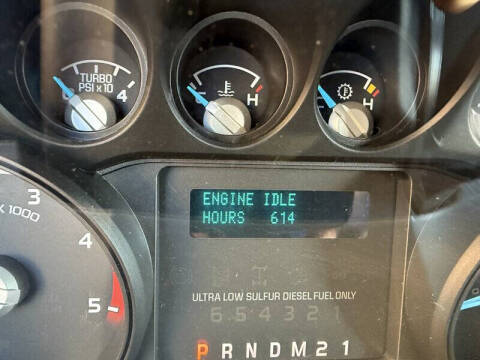 TURBO
PSI x 10
0 4
H
H
ENGINE IDLE
HOURS 614
3
X 1000
4
5
ULTRA LOW SULFUR DIESEL FUEL ONLY
6 5 4 3 2 1
P R N D M 2 1